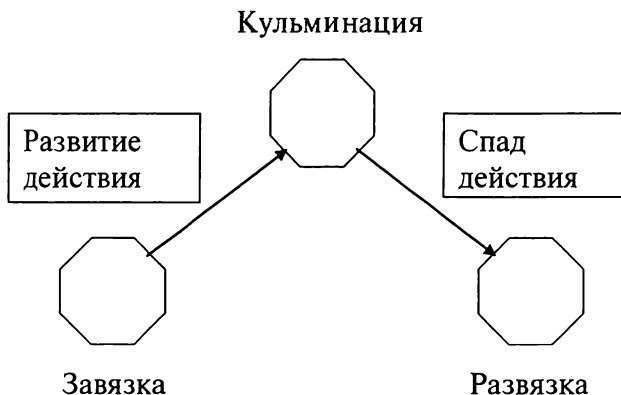 Кульминация
Развитие
действия
Спад
действия
Завязка
Развязка